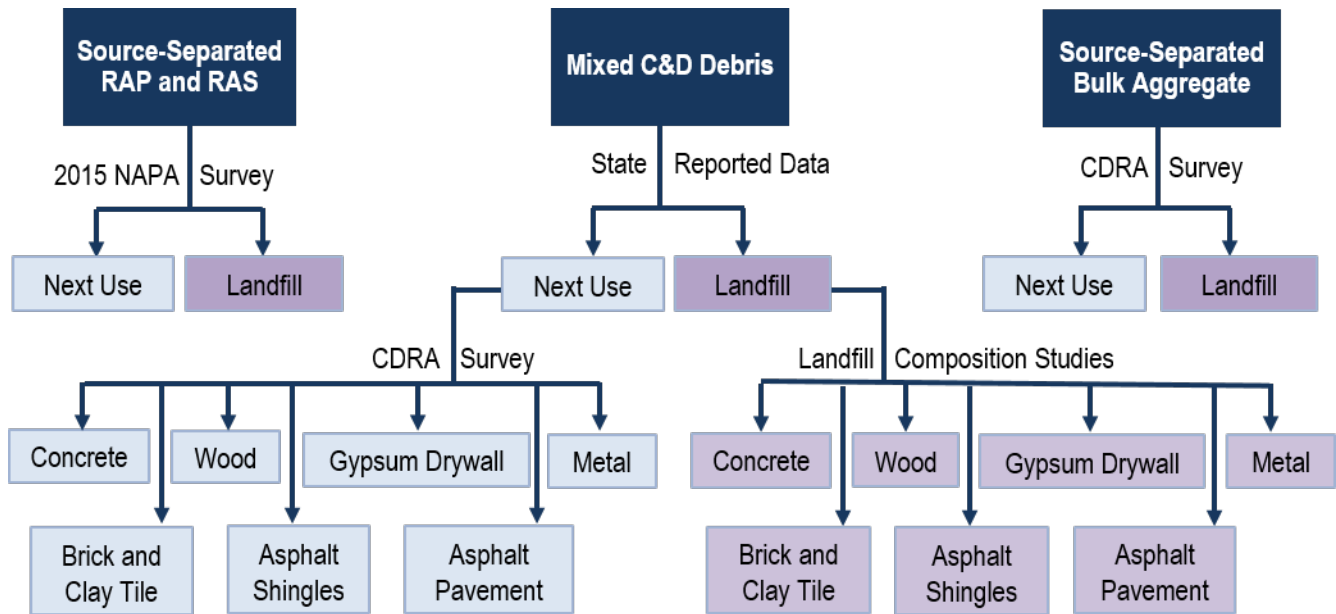 Source-Separated
RAP and RAS
Mixed C&D Debris
Source-Separated
Bulk Aggregate
2015 NAPA Survey
State Reported Data
CDRA Survey
Next Use
Landfill
Next Use
Landfill
Next Use
Landfill
CDRA Survey
Landfill Composition Studies
Concrete
Wood
Gypsum Drywall
Metal
Concrete
Wood
Gypsum Drywall
Metal
Brick and
Clay Tile
Asphalt
Shingles
Asphalt
Pavement
Brick and
Clay Tile
Asphalt
Shingles
Asphalt
Pavement